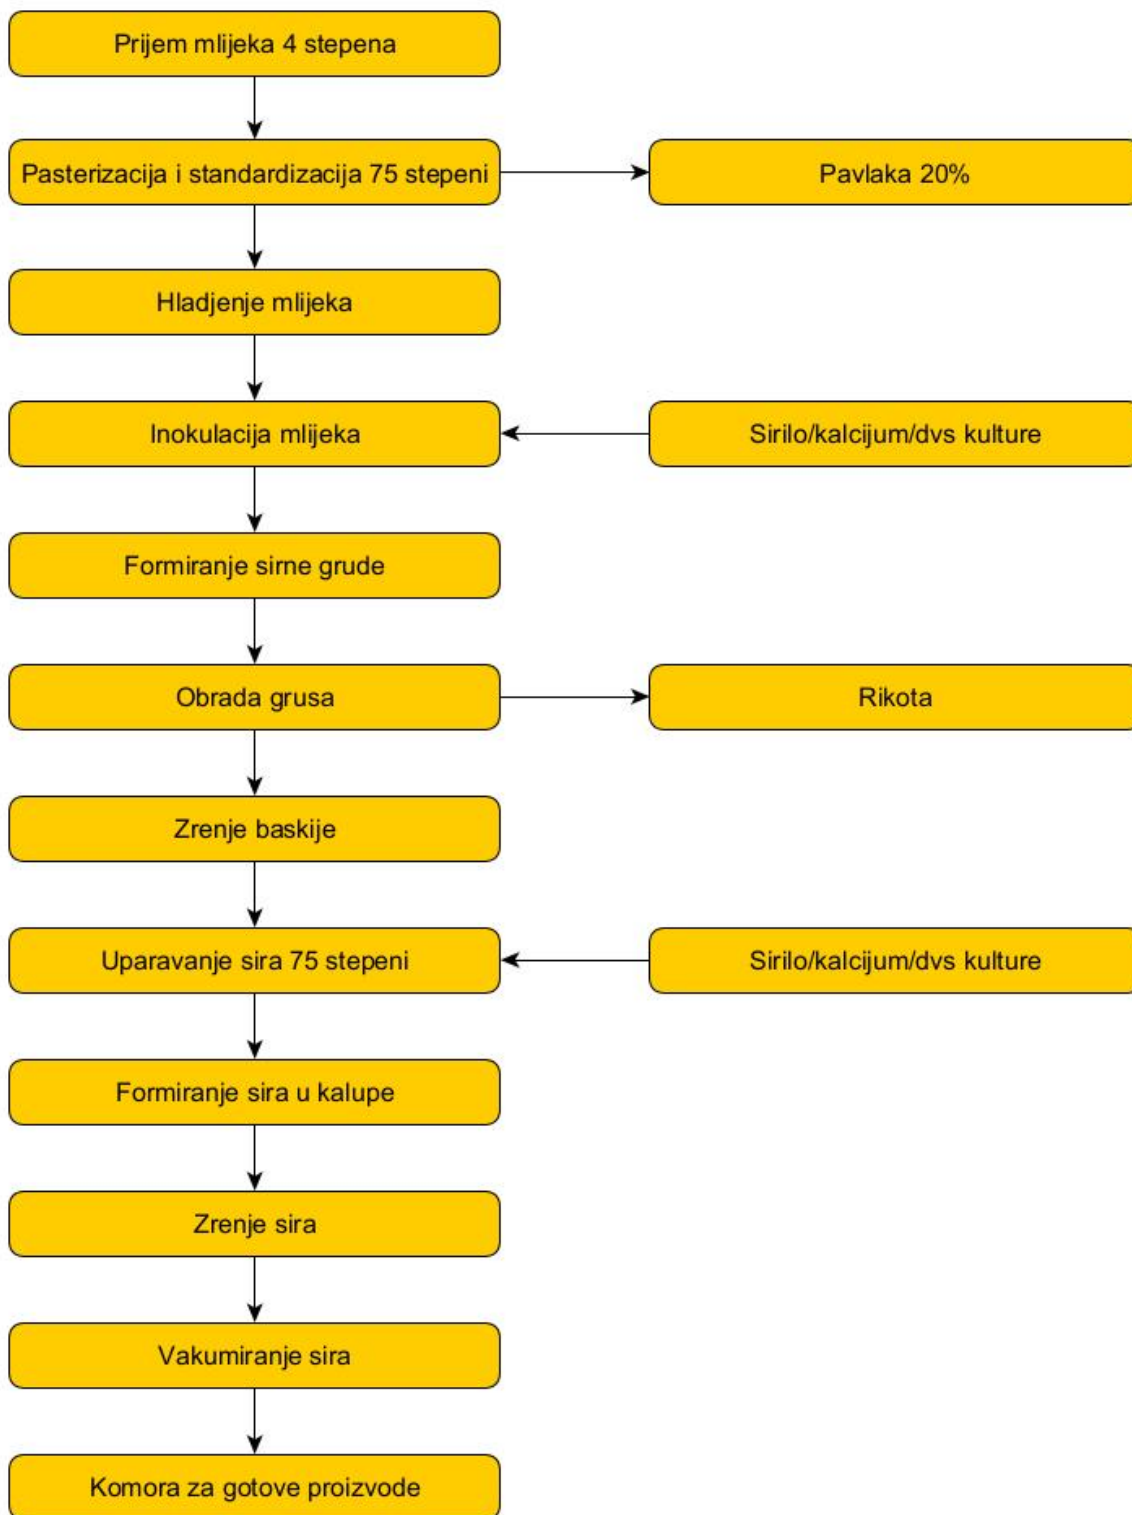 Prijem mlijeka 4 stepena
Pasterizacija i standardizacija 75 stepeni
Pavlaka 20%
Hladjenje mlijeka
Inokulacija mlijeka
Sirilo/kalcijum/dvs kulture
Formiranje sirne grude
Obrada grusa
Rikota
Zrenje baskije
Uparavanje sira 75 stepeni
Sirilo/kalcijum/dvs kulture
Formiranje sira u kalupe
Zrenje sira
Vakumiranje sira
Komora za gotove proizvode